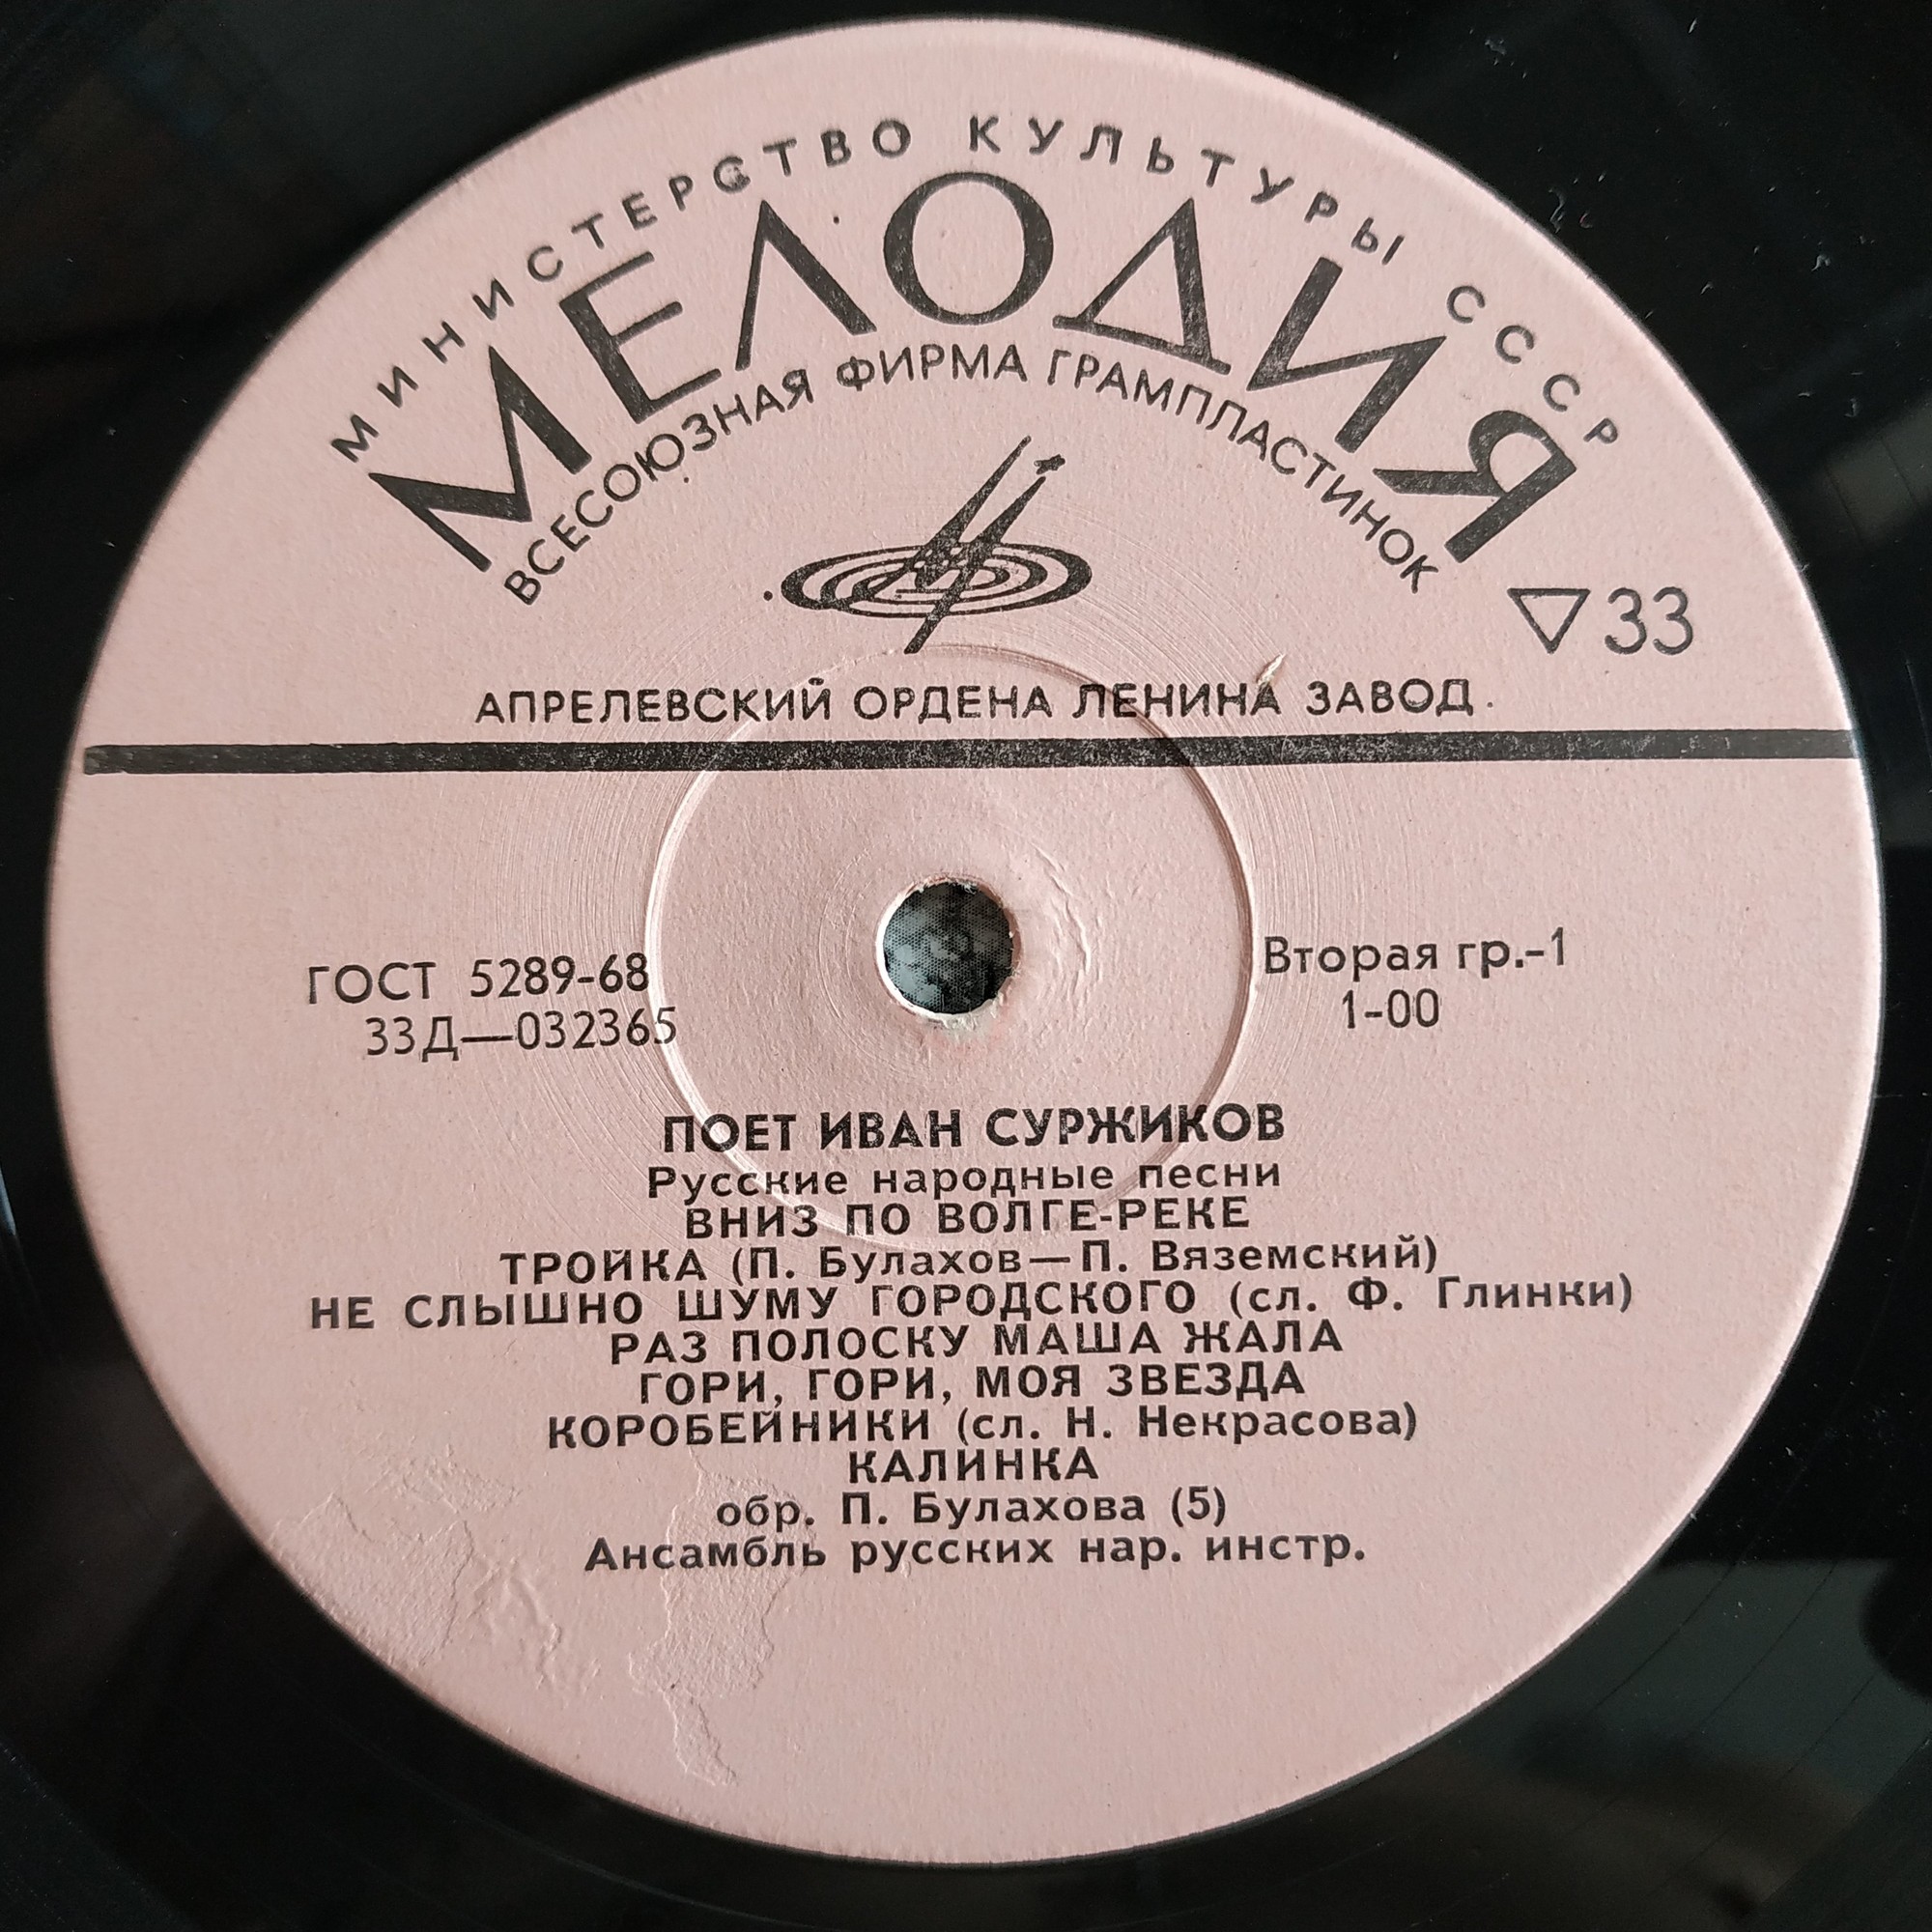 МИНИСТЕРСТВО КУЛЬТУРЫ СССР
МЕЛОДИЯ
ВСЕСОЮЗНАЯ ФИРМА ГРАМПЛАСТИНОК
▽33
АПРЕЛЕВСКИЙ ОРДЕНА ЛЕНИНА ЗАВОД.
ГОСТ 5289-68
33Д—032365
Вторая гр.-1
1-00
ПОЕТ ИВАН СУРЖИКОВ
Русские народные песни
ВНИЗ ПО ВОЛГЕ-РЕКЕ
ТРОЙКА (П. Булахов—П. Вяземский)
НЕ СЛЫШНО ШУМУ ГОРОДСКОГО (сл. Ф. Глинки)
РАЗ ПОЛОСКУ МАША ЖАЛА
ГОРИ, ГОРИ, МОЯ ЗВЕЗДА
КОРОБЕЙНИКИ (сл. Н. Некрасова)
КАЛИНКА
обр. П. Булахова (5)
Ансамбль русских нар. инстр.